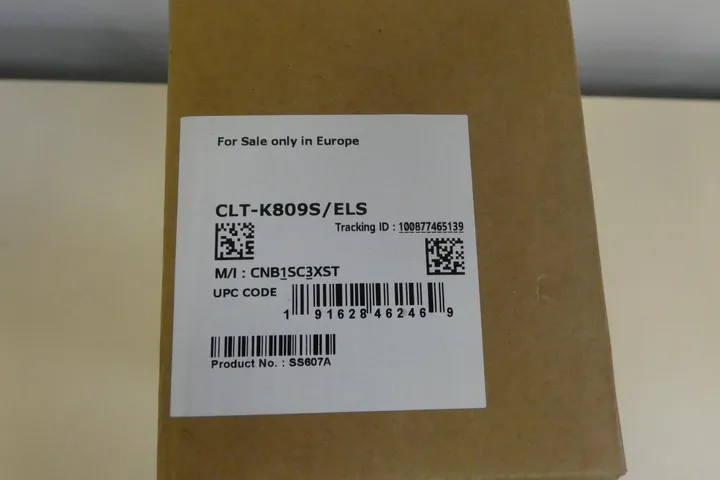 For Sale only in Europe
CLT-K809S/ELS
Tracking ID : 100877465139
M/I : CNB1SC3XST
UPC CODE
1 91628 46246 9
Product No. : SS607A